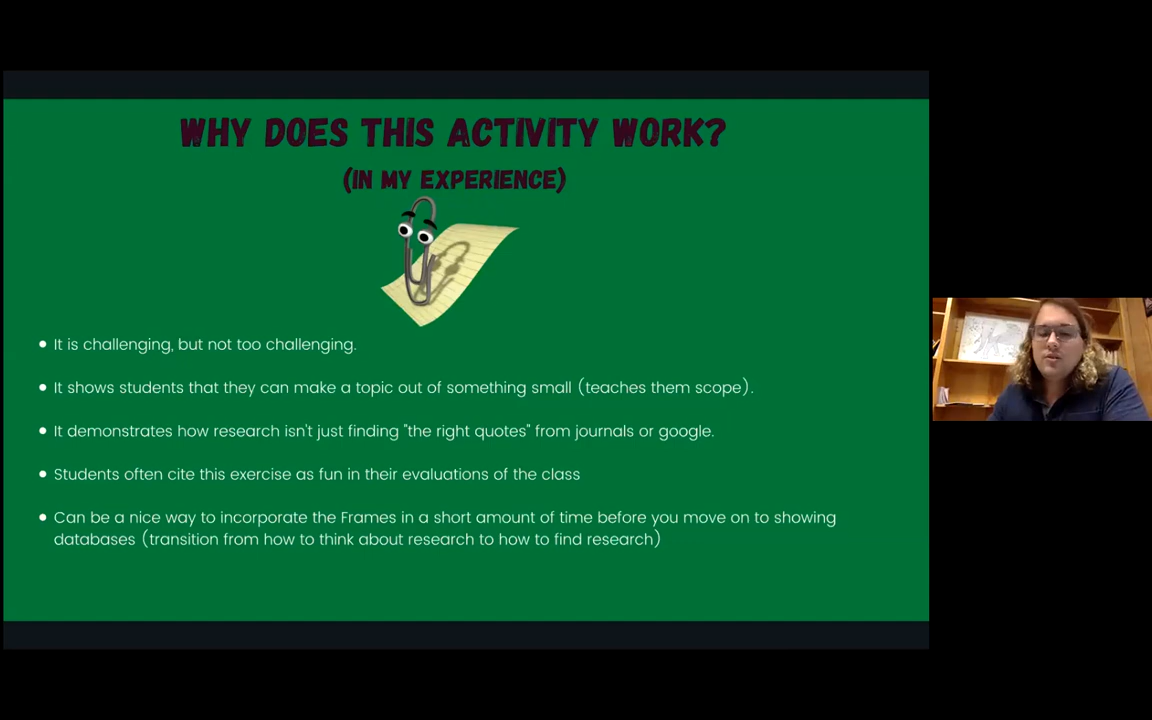 WHY DOES THIS ACTIVITY WORK?
(IN MY EXPERIENCE)
It is challenging, but not too challenging.
It shows students that they can make a topic out of something small (teaches them scope).
It demonstrates how research isn't just finding "the right quotes" from journals or google.
Students often cite this exercise as fun in their evaluations of the class
Can be a nice way to incorporate the Frames in a short amount of time before you move on to showing
databases (transition from how to think about research to how to find research)